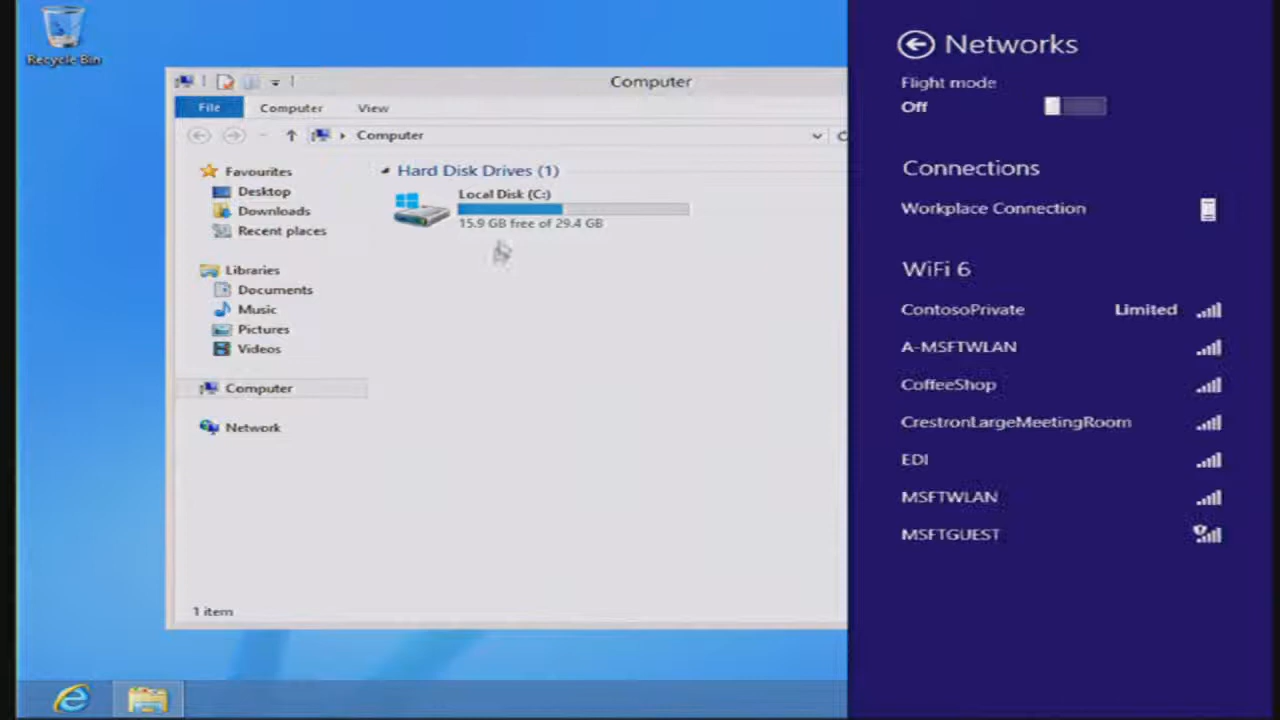 Recycle Bin
Computer
File Computer View
Computer
Favourites
Desktop
Downloads
Recent places
Libraries
Documents
Music
Pictures
Videos
Computer
Network
Hard Disk Drives (1)
Local Disk (C:)
15.9 GB free of 29.4 GB
1 item
Networks
Flight mode
Off
Connections
Workplace Connection
WiFi 6
ContosoPrivate Limited
A-MSFTWLAN
CoffeeShop
CrestronLargeMeetingRoom
EDI
MSFTWLAN
MSFTGUEST